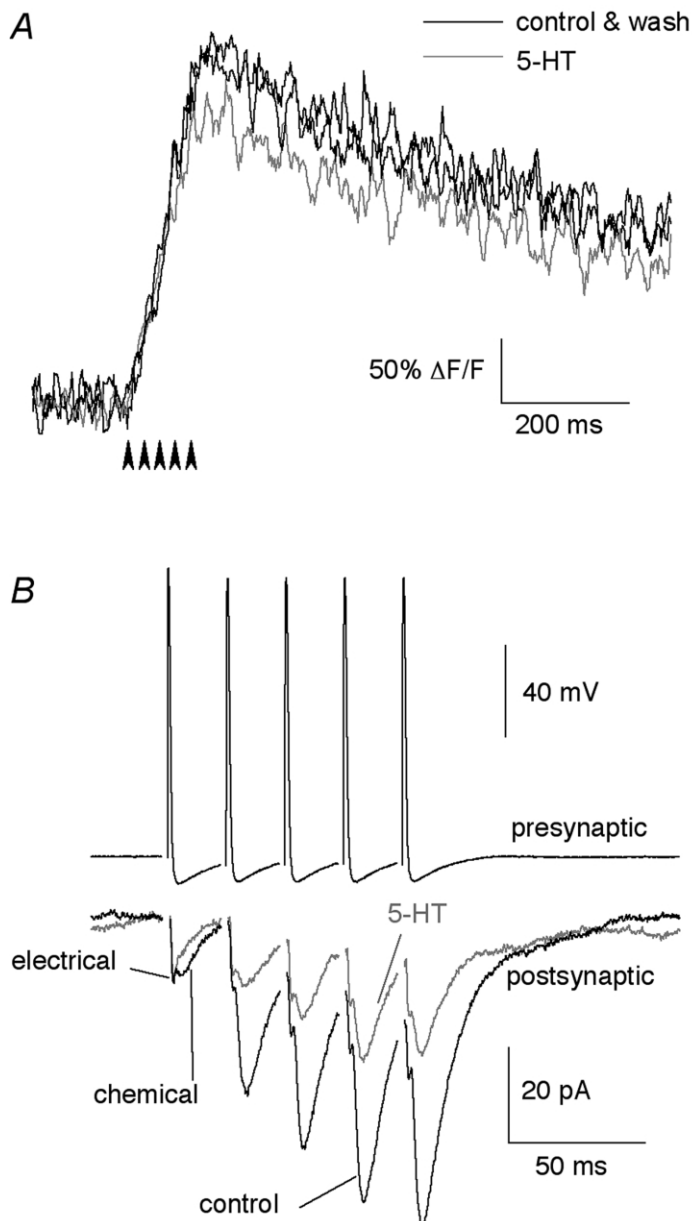 A
control & wash
5-HT
50% ΔF/F
200 ms
B
40 mV
presynaptic
5-HT
electrical
postsynaptic
chemical
20 pA
50 ms
control